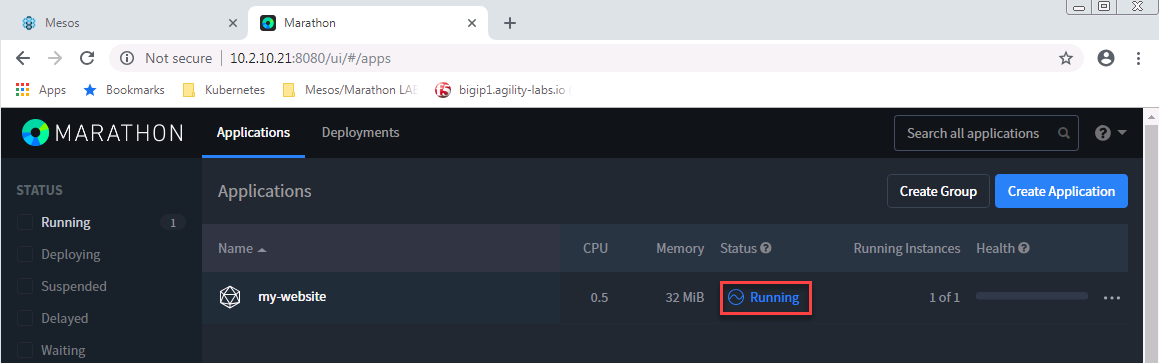 Mesos
Marathon
Not secure 10.2.10.21:8080/ui/#/apps
Apps Bookmarks Kubernetes Mesos/Marathon LAB bigip1.agility-labs.io
MARATHON Applications Deployments Search all applications
STATUS
Running 1
Deploying
Suspended
Delayed
Waiting
Applications Create Group Create Application
Name CPU Memory Status Running Instances Health
my-website 0.5 32 MiB Running 1 of 1